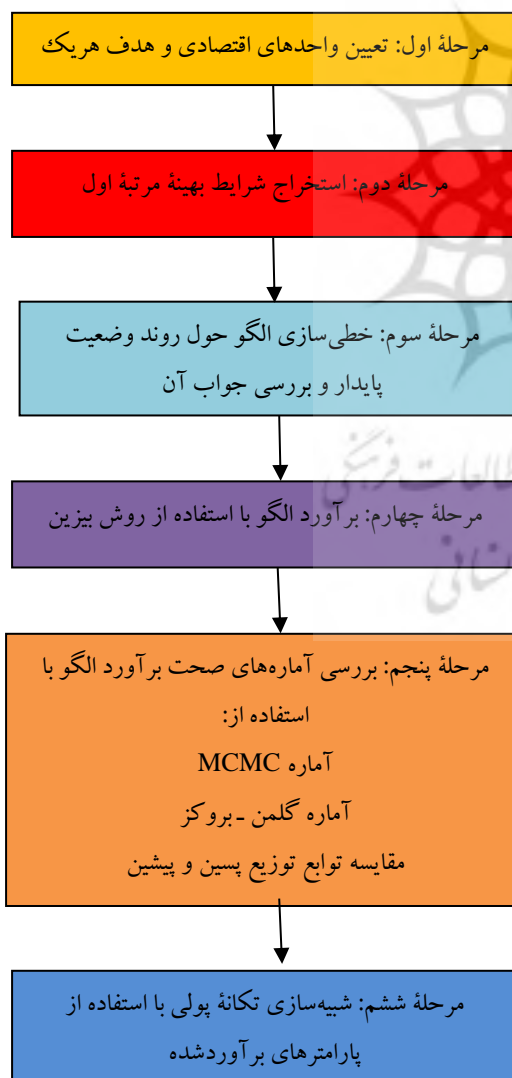 مرحلهٔ اول: تعیین واحدهای اقتصادی و هدف هریک
مرحلهٔ دوم: استخراج شرایط بهینهٔ مرتبهٔ اول
مرحلهٔ سوم: خطی‌سازی الگو حول روند وضعیت
پایدار و بررسی جواب آن
طالعات فرہنگی
مرحلهٔ چهارم: برآورد الگو با استفاده از روش بیزین
مرحلهٔ پنجم: بررسی آماره‌های صحت برآورد الگو با
استفاده از:
آماره MCMC
آماره گلمن ـ بروکز
مقایسه توابع توزیع پسین و پیشین
مرحلهٔ ششم: شبیه‌سازی تکانهٔ پولی با استفاده از
پارامترهای برآوردشده